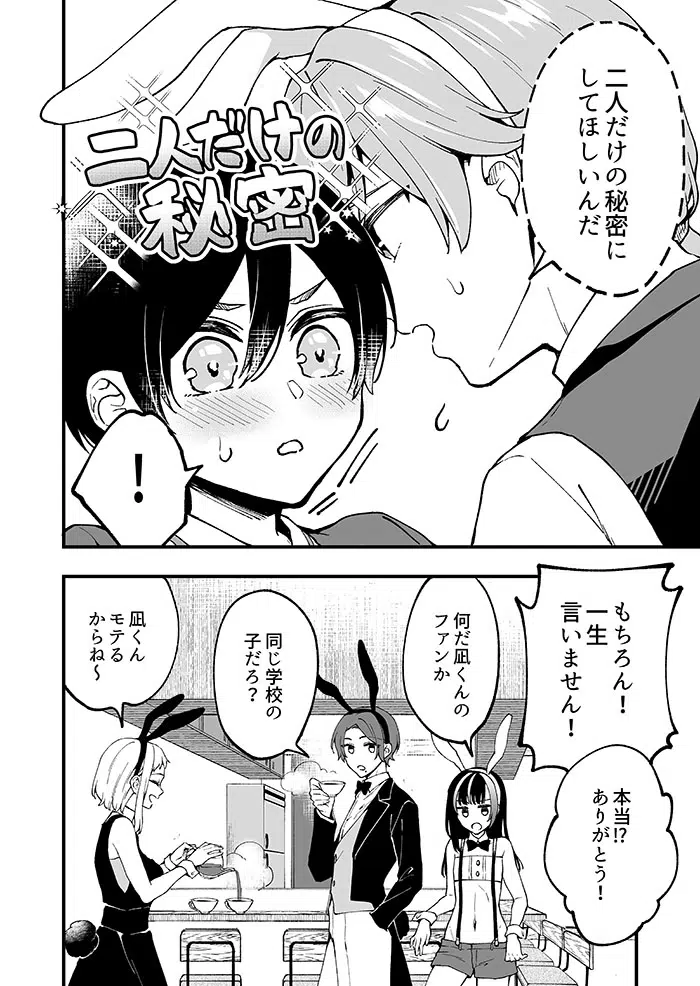 二人だけの秘密に
してほしいんだ
二人だけの
秘密
！
もちろん！
一生
言いません！
本当⁉
ありがとう！
何だ凪くんの
ファンか
同じ学校の
子だろ？
凪くん
モテる
からね～